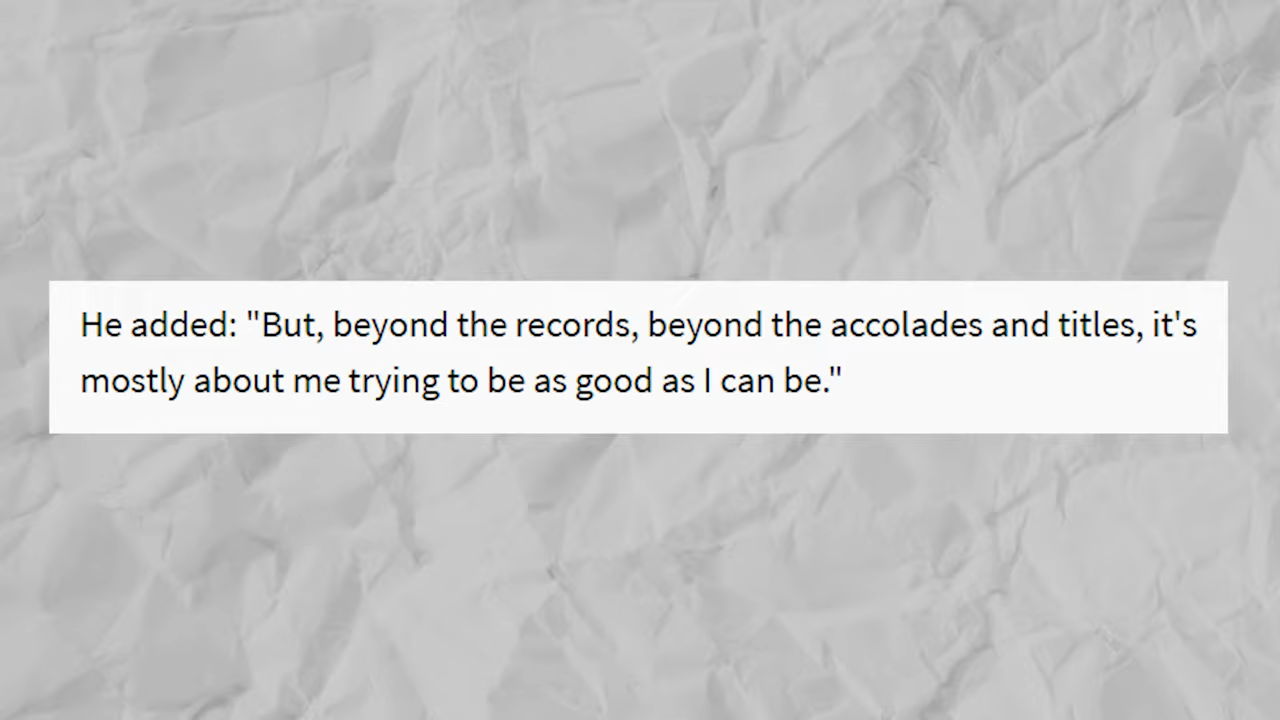 He added: "But, beyond the records, beyond the accolades and titles, it's
mostly about me trying to be as good as I can be."